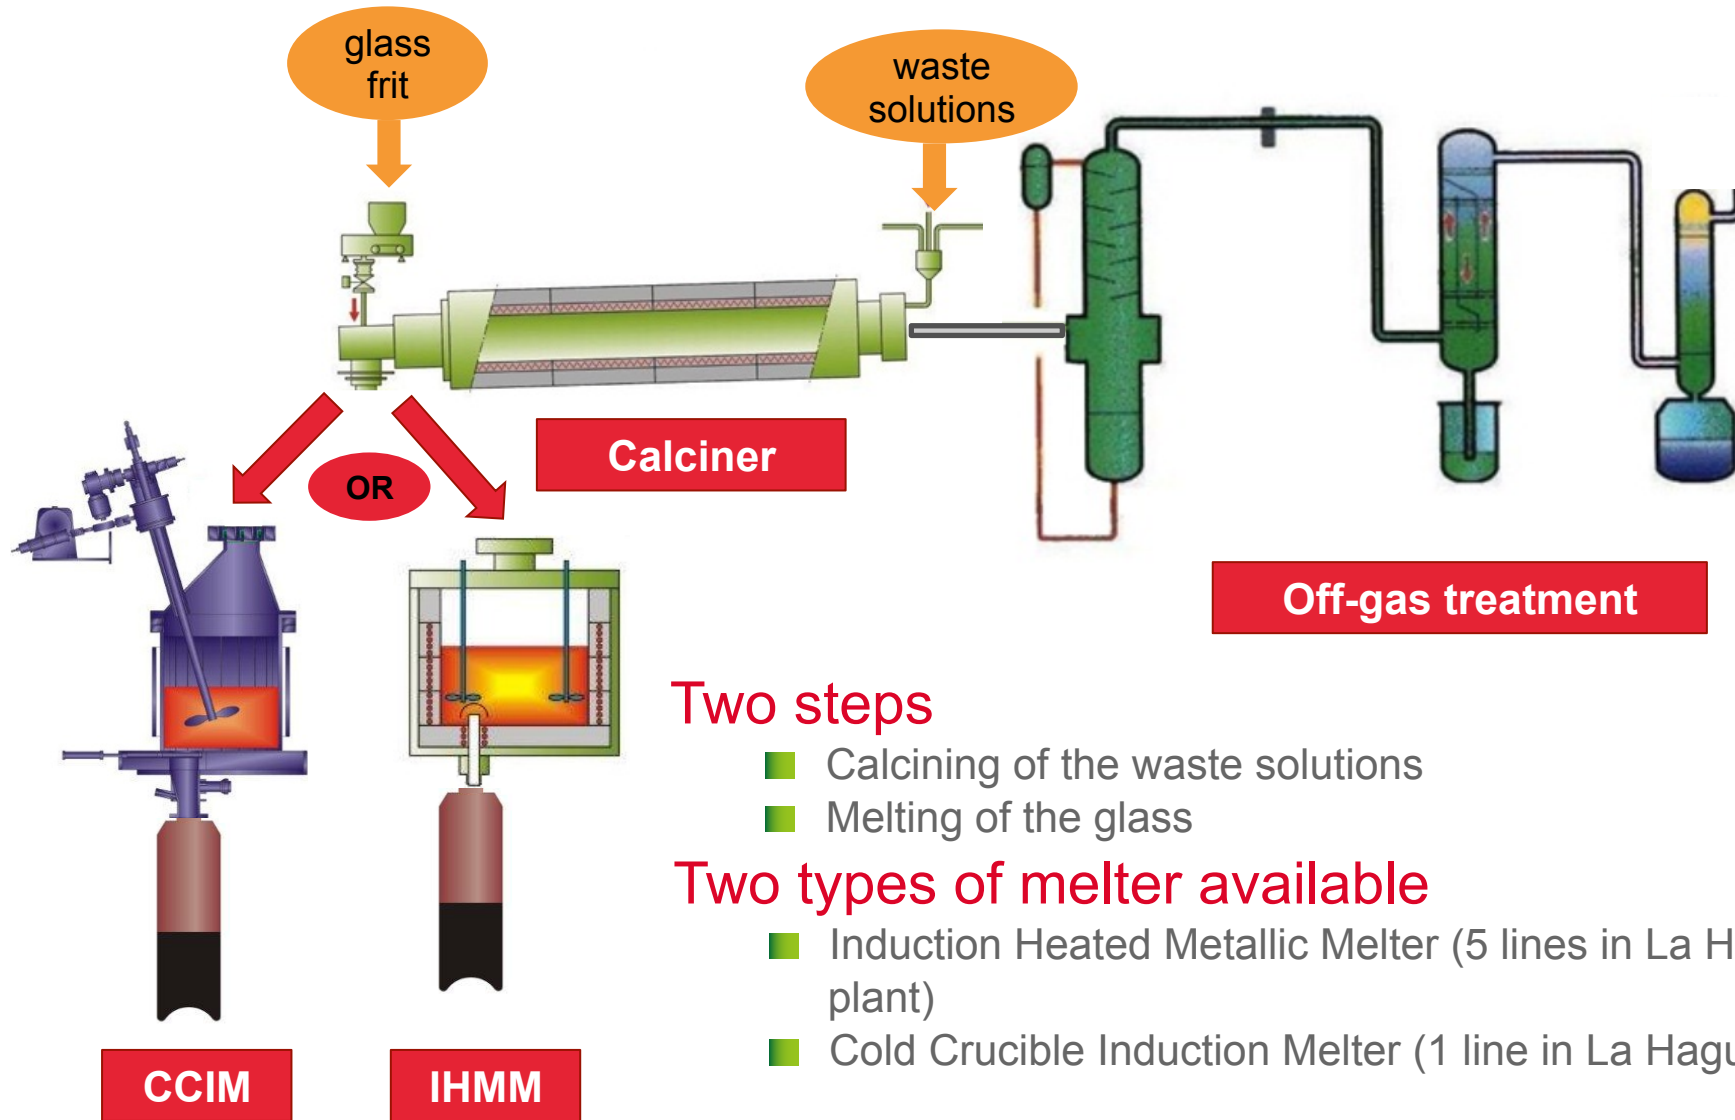 glass
frit
waste
solutions
Calciner
OR
Off-gas treatment
Two steps
Calcining of the waste solutions
Melting of the glass
Two types of melter available
Induction Heated Metallic Melter (5 lines in La H
plant)
Cold Crucible Induction Melter (1 line in La Hagu
CCIM
IHMM